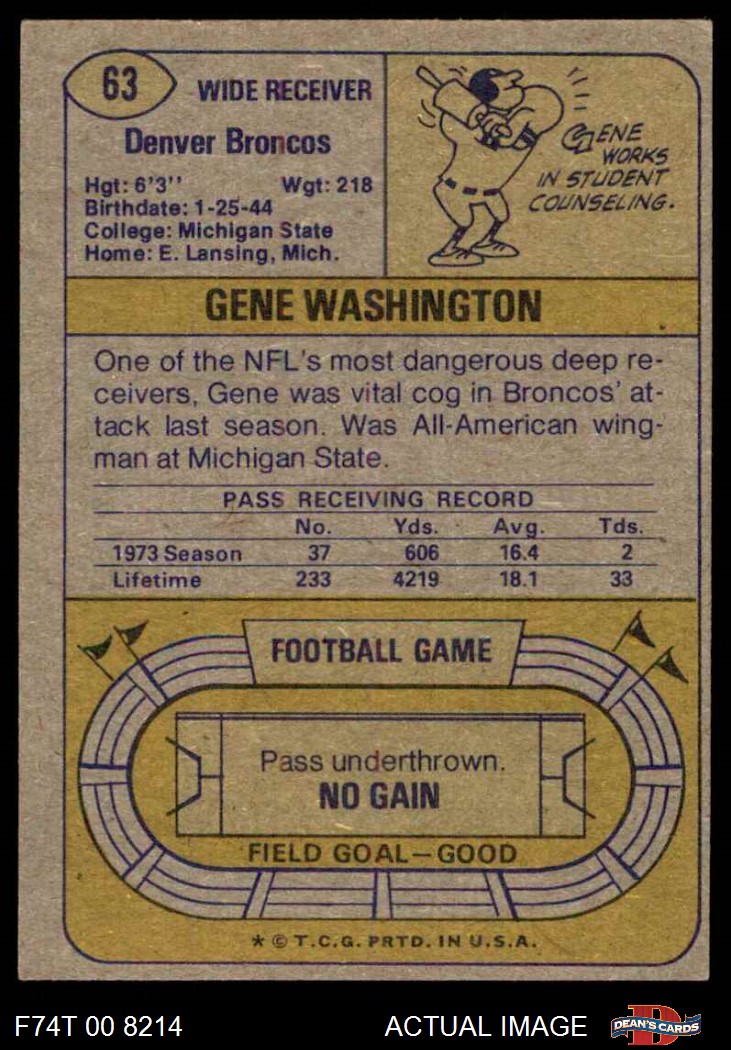 63
WIDE RECEIVER
Denver Broncos
Hgt: 6'3'' Wgt: 218
Birthdate: 1-25-44
College: Michigan State
Home: E. Lansing, Mich.
GENE
WORKS
IN STUDENT
COUNSELING.
GENE WASHINGTON
One of the NFL's most dangerous deep re-
ceivers, Gene was vital cog in Broncos' at-
tack last season. Was All-American wing-
man at Michigan State.
PASS RECEIVING RECORD
No. Yds. Avg. Tds.
1973 Season 37 606 16.4 2
Lifetime 233 4219 18.1 33
FOOTBALL GAME
Pass underthrown.
NO GAIN
FIELD GOAL—GOOD
* © T.C.G. PRTD. IN U.S.A.
F74T 00 8214 ACTUAL IMAGE
D
DEAN'S CARDS